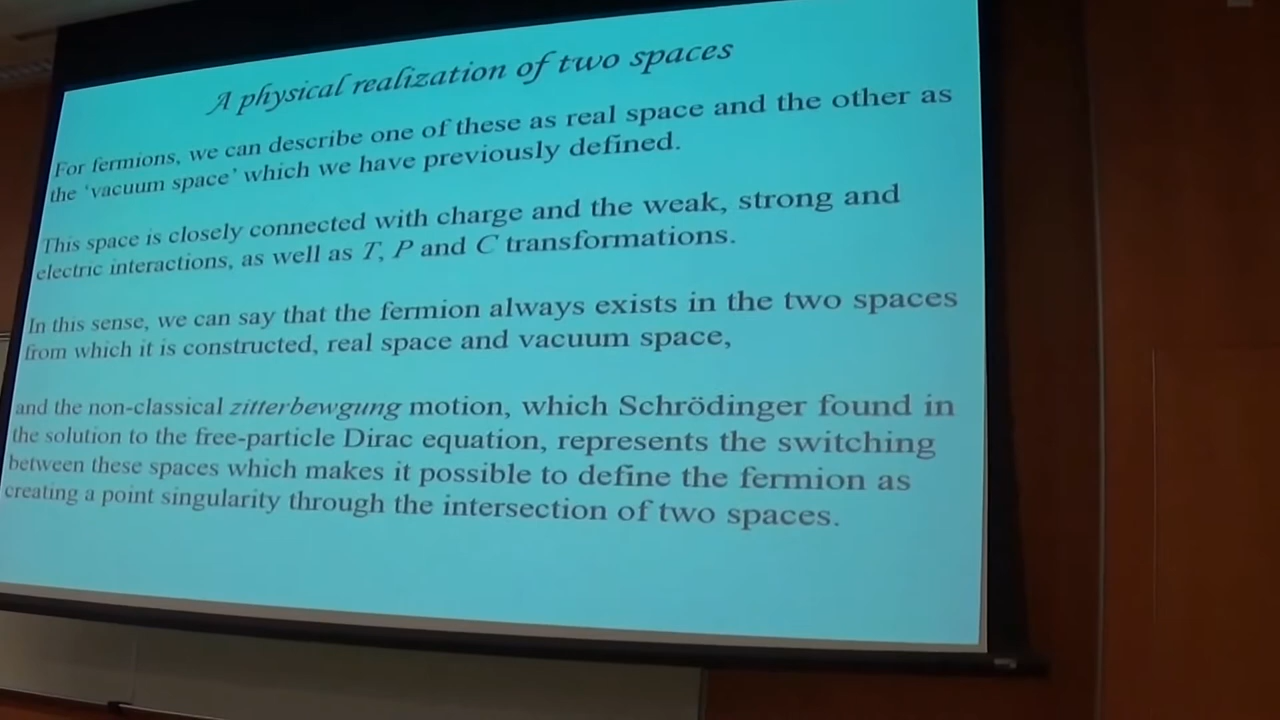 A physical realization of two spaces
For fermions, we can describe one of these as real space and the other as
the ‘vacuum space’ which we have previously defined.
This space is closely connected with charge and the weak, strong and
electric interactions, as well as T, P and C transformations.
In this sense, we can say that the fermion always exists in the two spaces
from which it is constructed, real space and vacuum space,
and the non-classical zitterbewgung motion, which Schrödinger found in
the solution to the free-particle Dirac equation, represents the switching
between these spaces which makes it possible to define the fermion as
creating a point singularity through the intersection of two spaces.